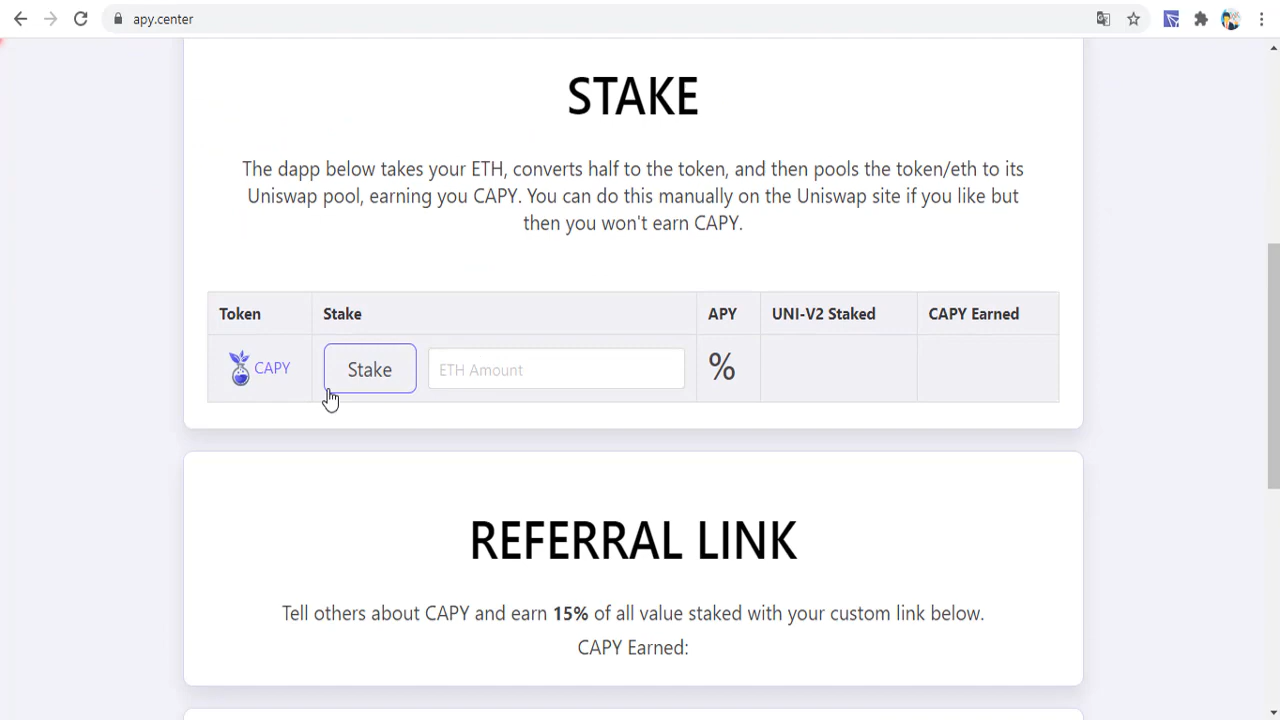 apy.center
STAKE
The dapp below takes your ETH, converts half to the token, and then pools the token/eth to its
Uniswap pool, earning you CAPY. You can do this manually on the Uniswap site if you like but
then you won't earn CAPY.
Token Stake APY UNI-V2 Staked CAPY Earned
CAPY Stake ETH Amount %
REFERRAL LINK
Tell others about CAPY and earn 15% of all value staked with your custom link below.
CAPY Earned: